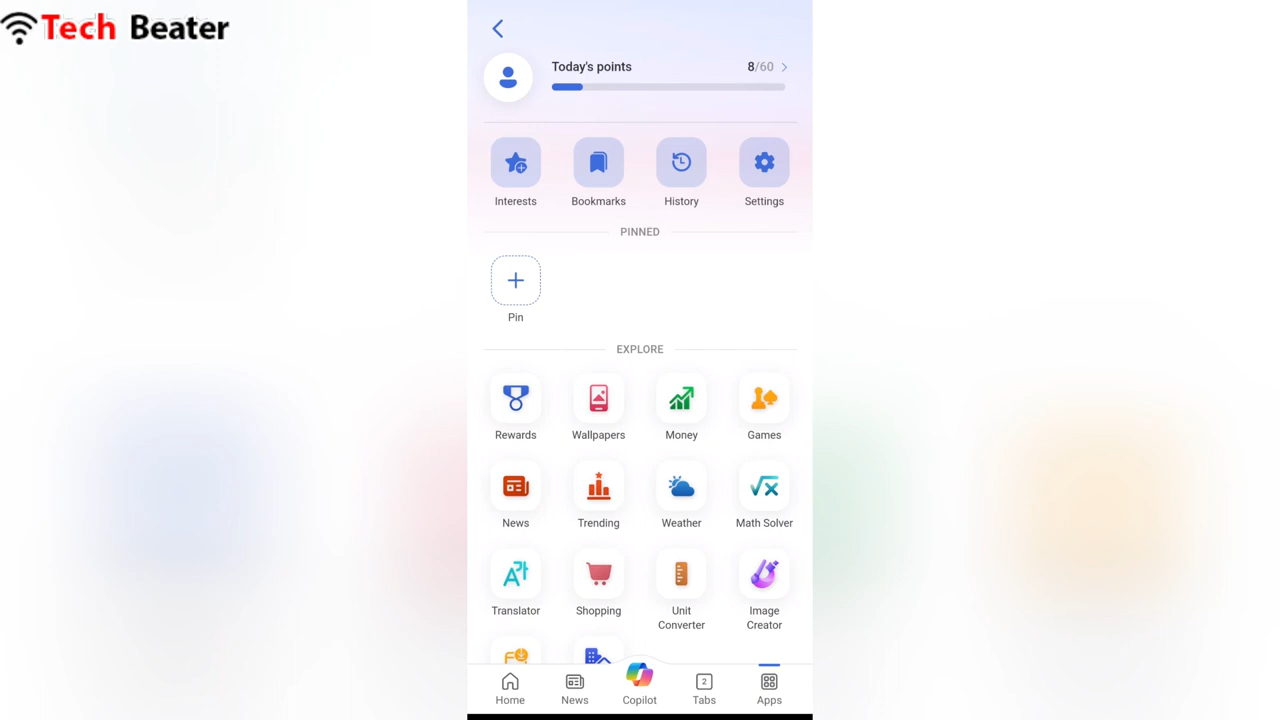 Tech Beater
Today's points 8/60
Interests Bookmarks History Settings
PINNED
Pin
EXPLORE
Rewards Wallpapers Money Games
News Trending Weather Math Solver
Translator Shopping Unit Converter Image Creator
Home News Copilot 2 Tabs Apps